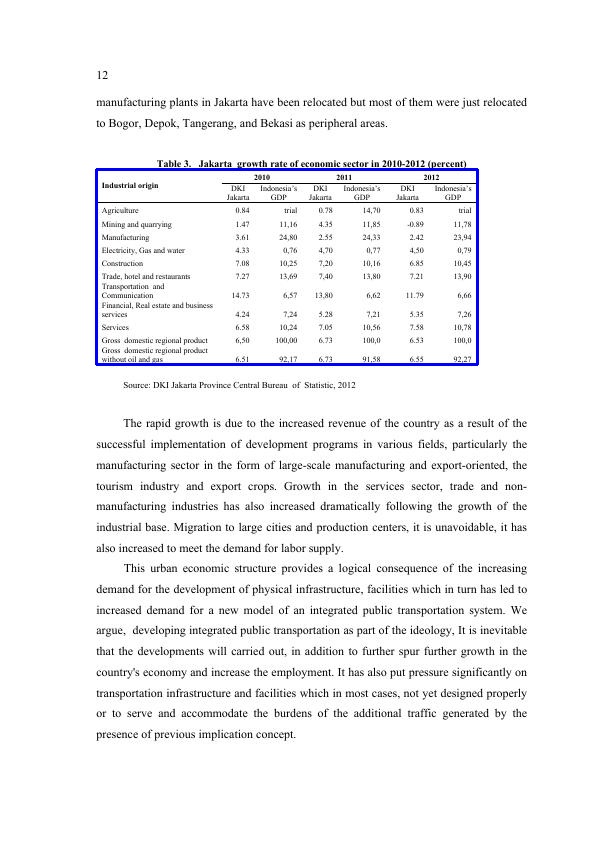 12
manufacturing plants in Jakarta have been relocated but most of them were just relocated
to Bogor, Depok, Tangerang, and Bekasi as peripheral areas.
Table 3. Jakarta growth rate of economic sector in 2010-2012 (percent)
Industrial origin 2010 2011 2012
DKI Jakarta Indonesia's GDP DKI Jakarta Indonesia's GDP DKI Jakarta Indonesia's GDP
Agriculture 0.84 trial 0.78 14,70 0.83 trial
Mining and quarrying 1.47 11,16 4.35 11,85 -0.89 11,78
Manufacturing 3.61 24,80 2.55 24,33 2.42 23,94
Electricity, Gas and water 4.33 0,76 4,70 0,77 4,50 0,79
Construction 7.08 10,25 7,20 10,16 6.85 10,45
Trade, hotel and restaurants 7.27 13,69 7,40 13,80 7.21 13,90
Transportation and
Communication 14.73 6,57 13,80 6,62 11.79 6,66
Financial, Real estate and business
services 4.24 7,24 5.28 7,21 5.35 7,26
Services 6.58 10,24 7.05 10,56 7.58 10,78
Gross domestic regional product 6,50 100,00 6.73 100,0 6.53 100,0
Gross domestic regional product
without oil and gas 6.51 92,17 6.73 91,58 6.55 92,27
Source: DKI Jakarta Province Central Bureau of Statistic, 2012
The rapid growth is due to the increased revenue of the country as a result of the
successful implementation of development programs in various fields, particularly the
manufacturing sector in the form of large-scale manufacturing and export-oriented, the
tourism industry and export crops. Growth in the services sector, trade and non-
manufacturing industries has also increased dramatically following the growth of the
industrial base. Migration to large cities and production centers, it is unavoidable, it has
also increased to meet the demand for labor supply.
This urban economic structure provides a logical consequence of the increasing
demand for the development of physical infrastructure, facilities which in turn has led to
increased demand for a new model of an integrated public transportation system. We
argue, developing integrated public transportation as part of the ideology, It is inevitable
that the developments will carried out, in addition to further spur further growth in the
country's economy and increase the employment. It has also put pressure significantly on
transportation infrastructure and facilities which in most cases, not yet designed properly
or to serve and accommodate the burdens of the additional traffic generated by the
presence of previous implication concept.